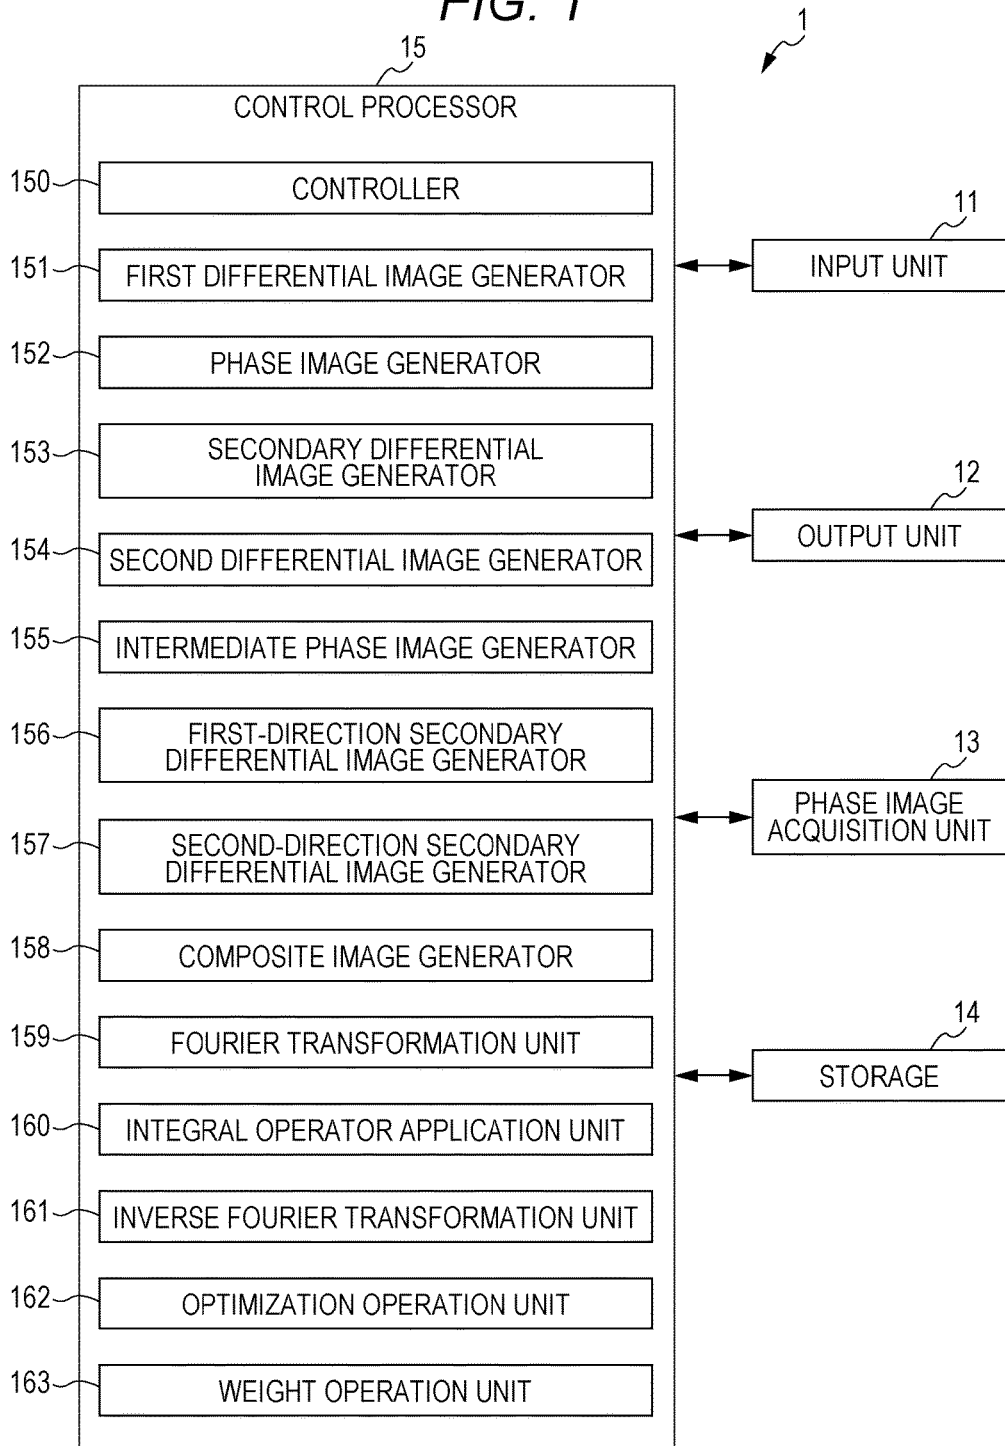 FIG. 1
1
15
CONTROL PROCESSOR
150
CONTROLLER
151
FIRST DIFFERENTIAL IMAGE GENERATOR
152
PHASE IMAGE GENERATOR
153
SECONDARY DIFFERENTIAL
IMAGE GENERATOR
154
SECOND DIFFERENTIAL IMAGE GENERATOR
155
INTERMEDIATE PHASE IMAGE GENERATOR
156
FIRST-DIRECTION SECONDARY
DIFFERENTIAL IMAGE GENERATOR
157
SECOND-DIRECTION SECONDARY
DIFFERENTIAL IMAGE GENERATOR
158
COMPOSITE IMAGE GENERATOR
159
FOURIER TRANSFORMATION UNIT
160
INTEGRAL OPERATOR APPLICATION UNIT
161
INVERSE FOURIER TRANSFORMATION UNIT
162
OPTIMIZATION OPERATION UNIT
163
WEIGHT OPERATION UNIT
11
INPUT UNIT
12
OUTPUT UNIT
13
PHASE IMAGE
ACQUISITION UNIT
14
STORAGE